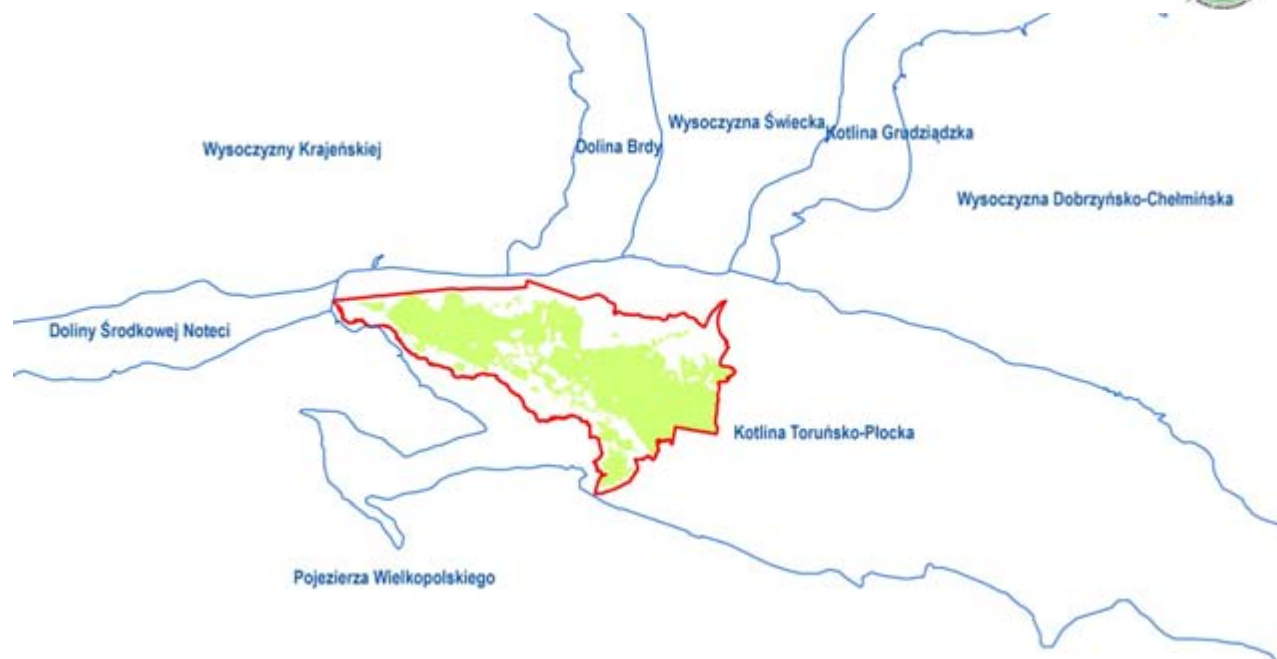 Wysoczyzna Świecka
Kotlina Grudziądzka
Dolina Brdy
Wysoczyzny Krajeńskiej
Wysoczyzna Dobrzyńsko-Chełmińska
Doliny Środkowej Noteci
Kotlina Toruńsko-Płocka
Pojezierza Wielkopolskiego